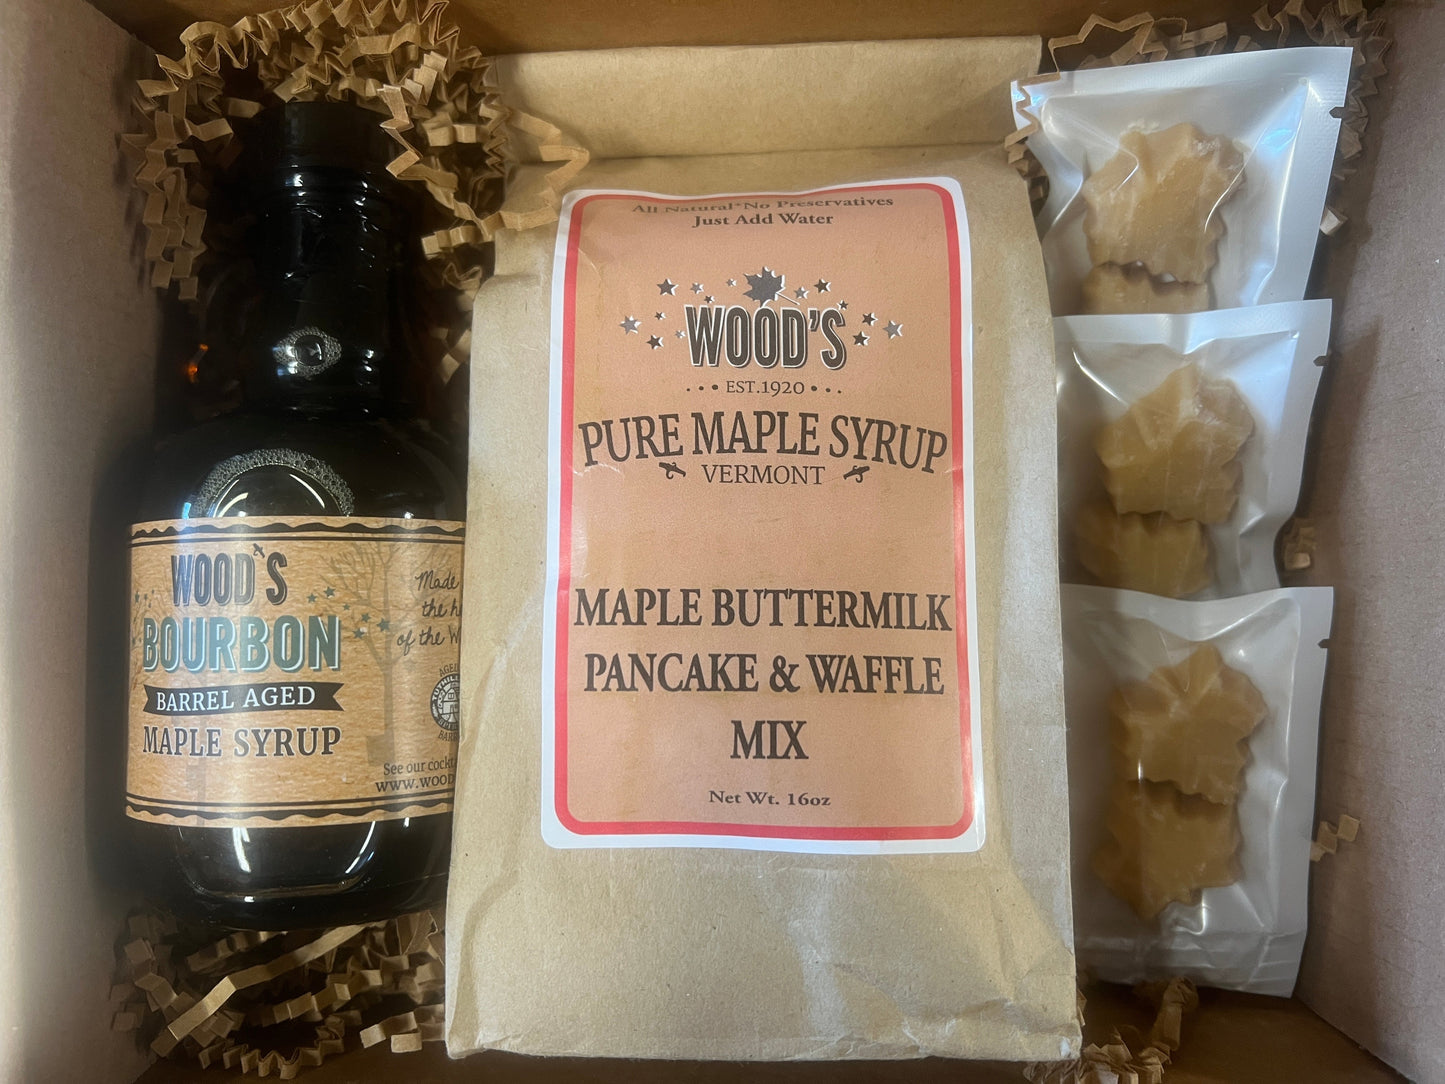 WOOD'S
BOURBON
BARREL AGED
MAPLE SYRUP
Made
the h
of the W
AGED
See our cockt
www.wood
All Natural*No Preservatives
Just Add Water
WOOD'S
EST.1920
PURE MAPLE SYRUP
VERMONT
MAPLE BUTTERMILK
PANCAKE & WAFFLE
MIX
Net Wt. 16oz